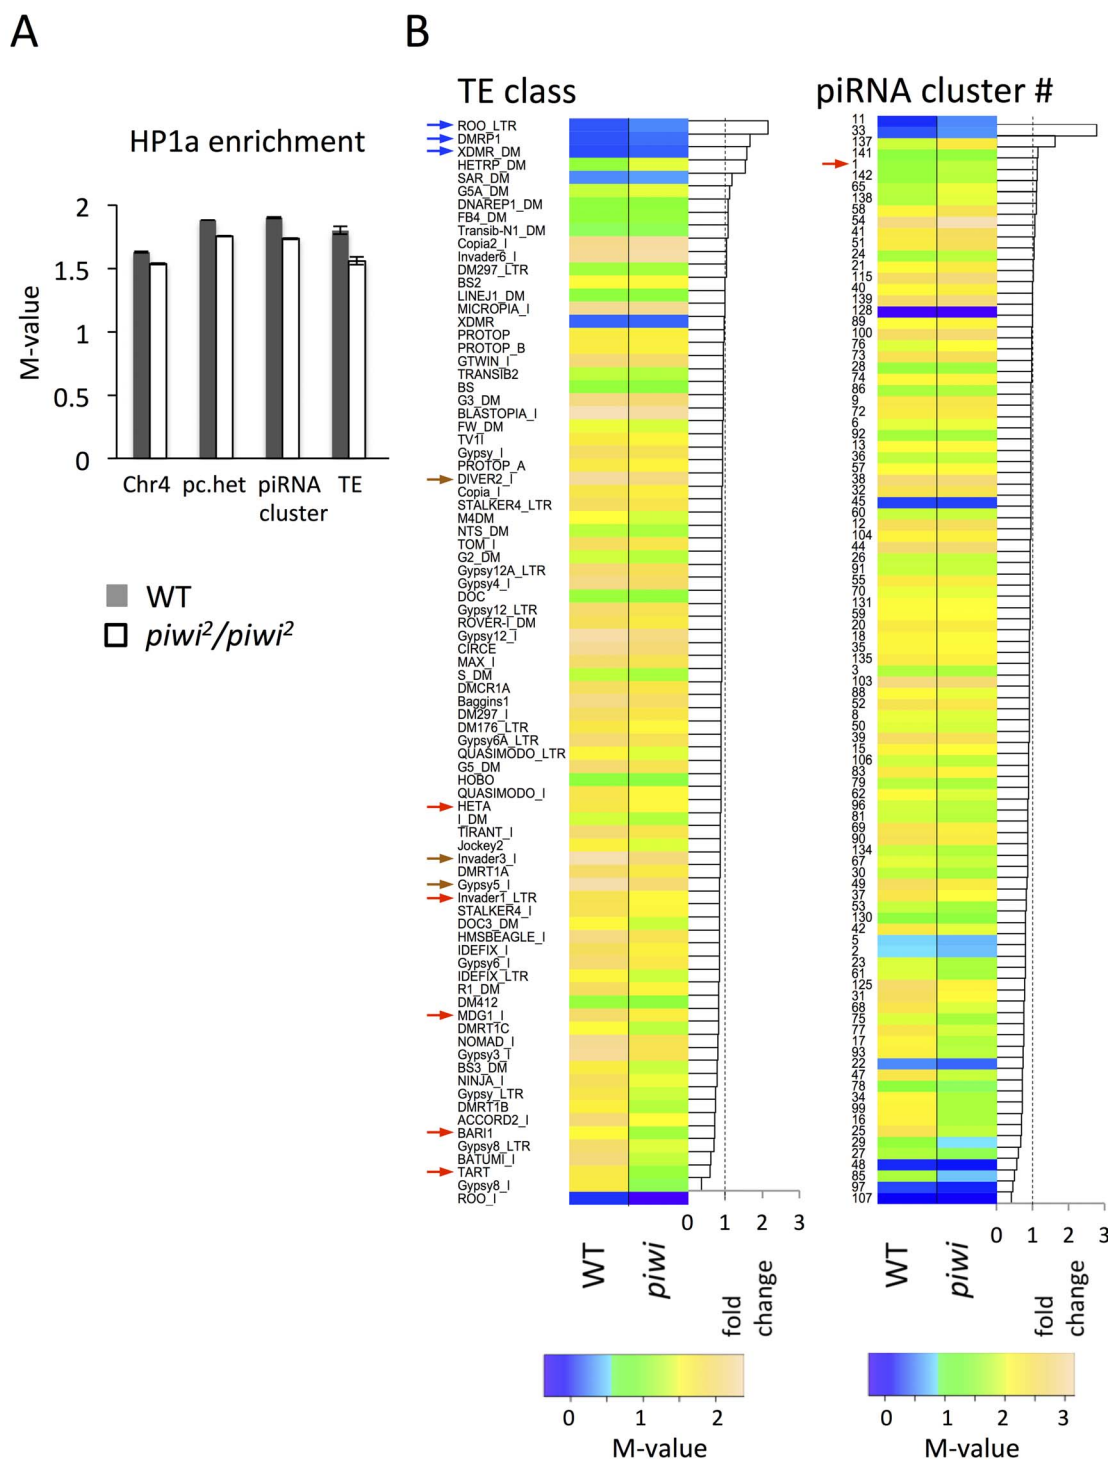 A
HP1a enrichment
M-value
2
1.5
1
0.5
0
Chr4
pc.het
piRNA cluster
TE
WT
piwi²/piwi²
B
TE class
ROO_LTR
DMRP1
XDMR_DM
HETRP_DM
SAR_DM
G5A_DM
DNAREP1_DM
FB4_DM
Transib-N1_DM
Copia2_I
Invader6_I
DM297_LTR
BS2
LINEJ1_DM
MICROPIA_I
XDMR
PROTOP
PROTOP_B
GTWIN_I
TRANSIB2
BS
G3_DM
BLASTOPIA_I
FW_DM
TV1I
Gypsy_I
PROTOP_A
DIVER2_I
Copia_I
STALKER4_LTR
M4DM
NTS_DM
TOM_I
G2_DM
Gypsy12A_LTR
Gypsy4_I
DOC
Gypsy12_LTR
ROVER-I_DM
Gypsy12_I
CIRCE
MAX_I
S_DM
DMCR1A
Baggins1
DM297_I
DM176_LTR
Gypsy6A_LTR
QUASIMODO_LTR
G5_DM
HOBO
QUASIMODO_I
HETA
I_DM
TIRANT_I
Jockey2
Invader3_I
DMRT1A
Gypsy5_I
Invader1_LTR
STALKER4_I
DOC3_DM
HMSBEAGLE_I
IDEFIX_I
Gypsy6_I
IDEFIX_LTR
R1_DM
DM412
MDG1_I
DMRT1C
NOMAD_I
Gypsy3_I
BS3_DM
NINJA_I
Gypsy_LTR
DMRT1B
ACCORD2_I
BARI1
Gypsy8_LTR
BATUMI_I
TART
Gypsy8_I
ROO_I
0 1 2 3
WT
piwi
fold change
0 1 2
M-value
piRNA cluster #
11
33
137
141
1
142
65
138
58
54
41
51
24
21
115
40
139
128
89
100
76
73
28
74
86
9
72
6
92
13
36
57
38
32
45
60
12
104
44
26
91
55
70
131
59
20
18
35
135
3
103
88
52
8
50
39
15
106
83
79
62
96
81
69
90
134
67
30
49
37
53
130
42
5
2
23
61
125
31
68
75
77
17
93
22
47
78
34
99
16
25
29
27
48
85
97
107
0 1 2 3
WT
piwi
fold change
0 1 2 3
M-value